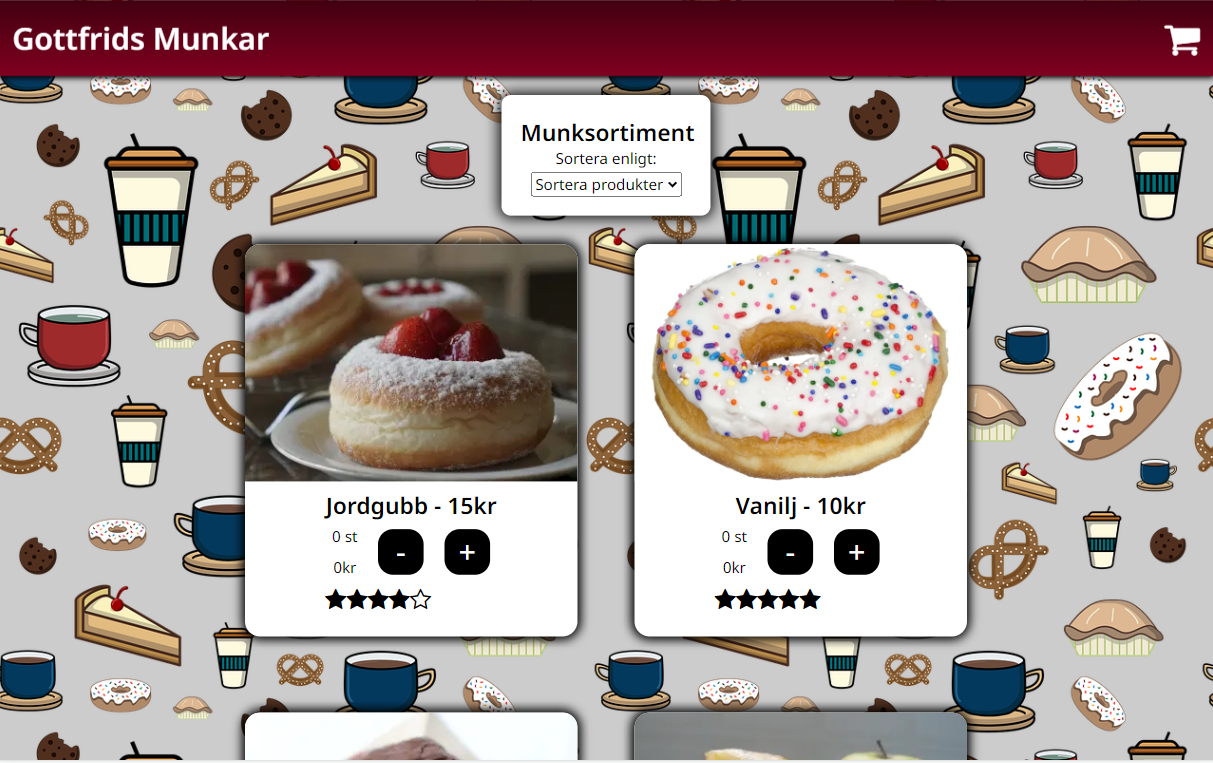 Gottfrids Munkar
Munksortiment
Sortera enligt:
Sortera produkter
Jordgubb - 15kr
0 st
- +
0kr
Vanilj - 10kr
0 st
- +
0kr